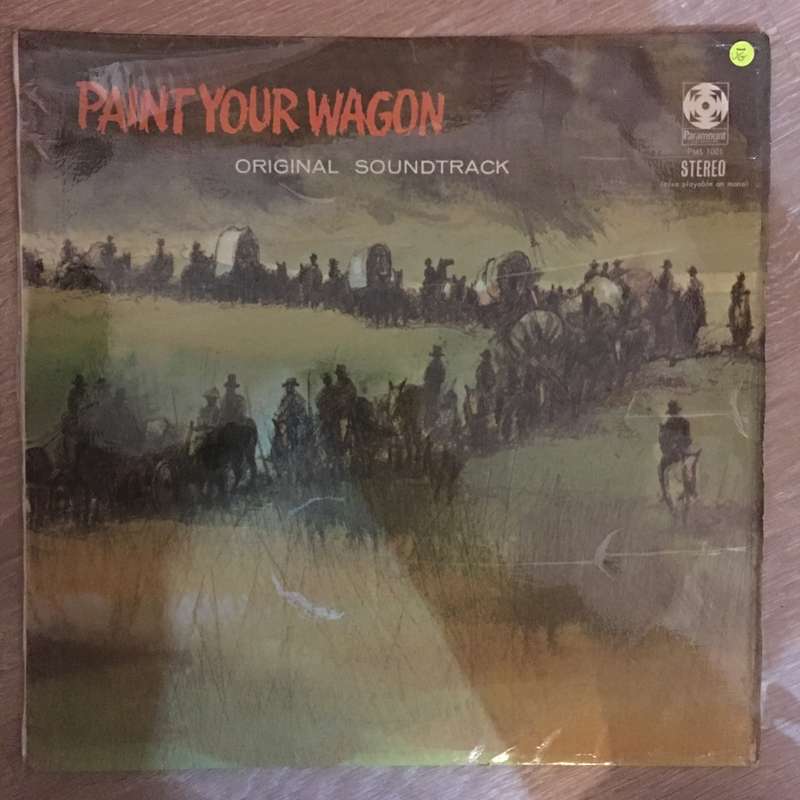 PAINT YOUR WAGON
ORIGINAL SOUNDTRACK
Paramount
STEREO
(also playable on mono)